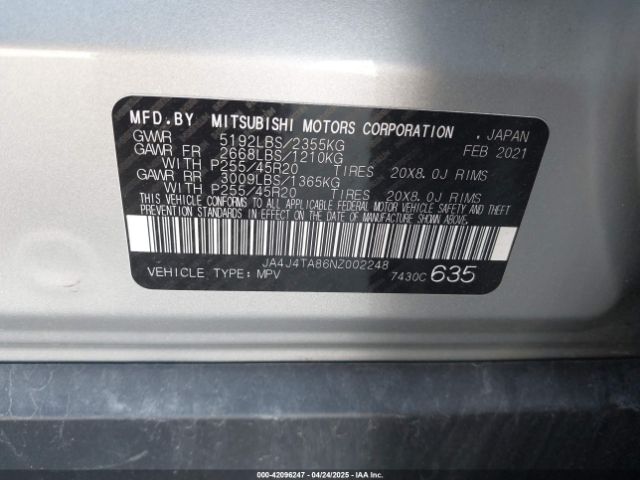 MFD.BY MITSUBISHI MOTORS CORPORATION . JAPAN
GVWR 5192LBS/2355KG FEB 2021
GAWR FR 2668LBS/1210KG
WITH P255/45R20 TIRES 20X8.0J RIMS
GAWR RR 3009LBS/1365KG
WITH P255/45R20 TIRES 20X8.0J RIMS
THIS VEHICLE CONFORMS TO ALL APPLICABLE FEDERAL MOTOR VEHICLE SAFETY AND THEFT
PREVENTION STANDARDS IN EFFECT ON THE DATE OF MANUFACTURE SHOWN ABOVE.
JA4J4TA86NZ002248
VEHICLE TYPE: MPV 7430C 635
000-42096247 - 04/24/2025 - IAA Inc.